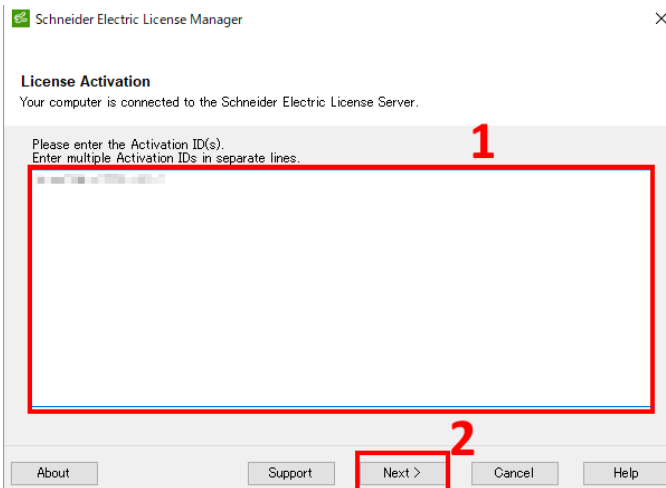 Schneider Electric License Manager
License Activation
Your computer is connected to the Schneider Electric License Server.
Please enter the Activation ID(s).
Enter multiple Activation IDs in separate lines.
1
2
About
Support
Next >
Cancel
Help